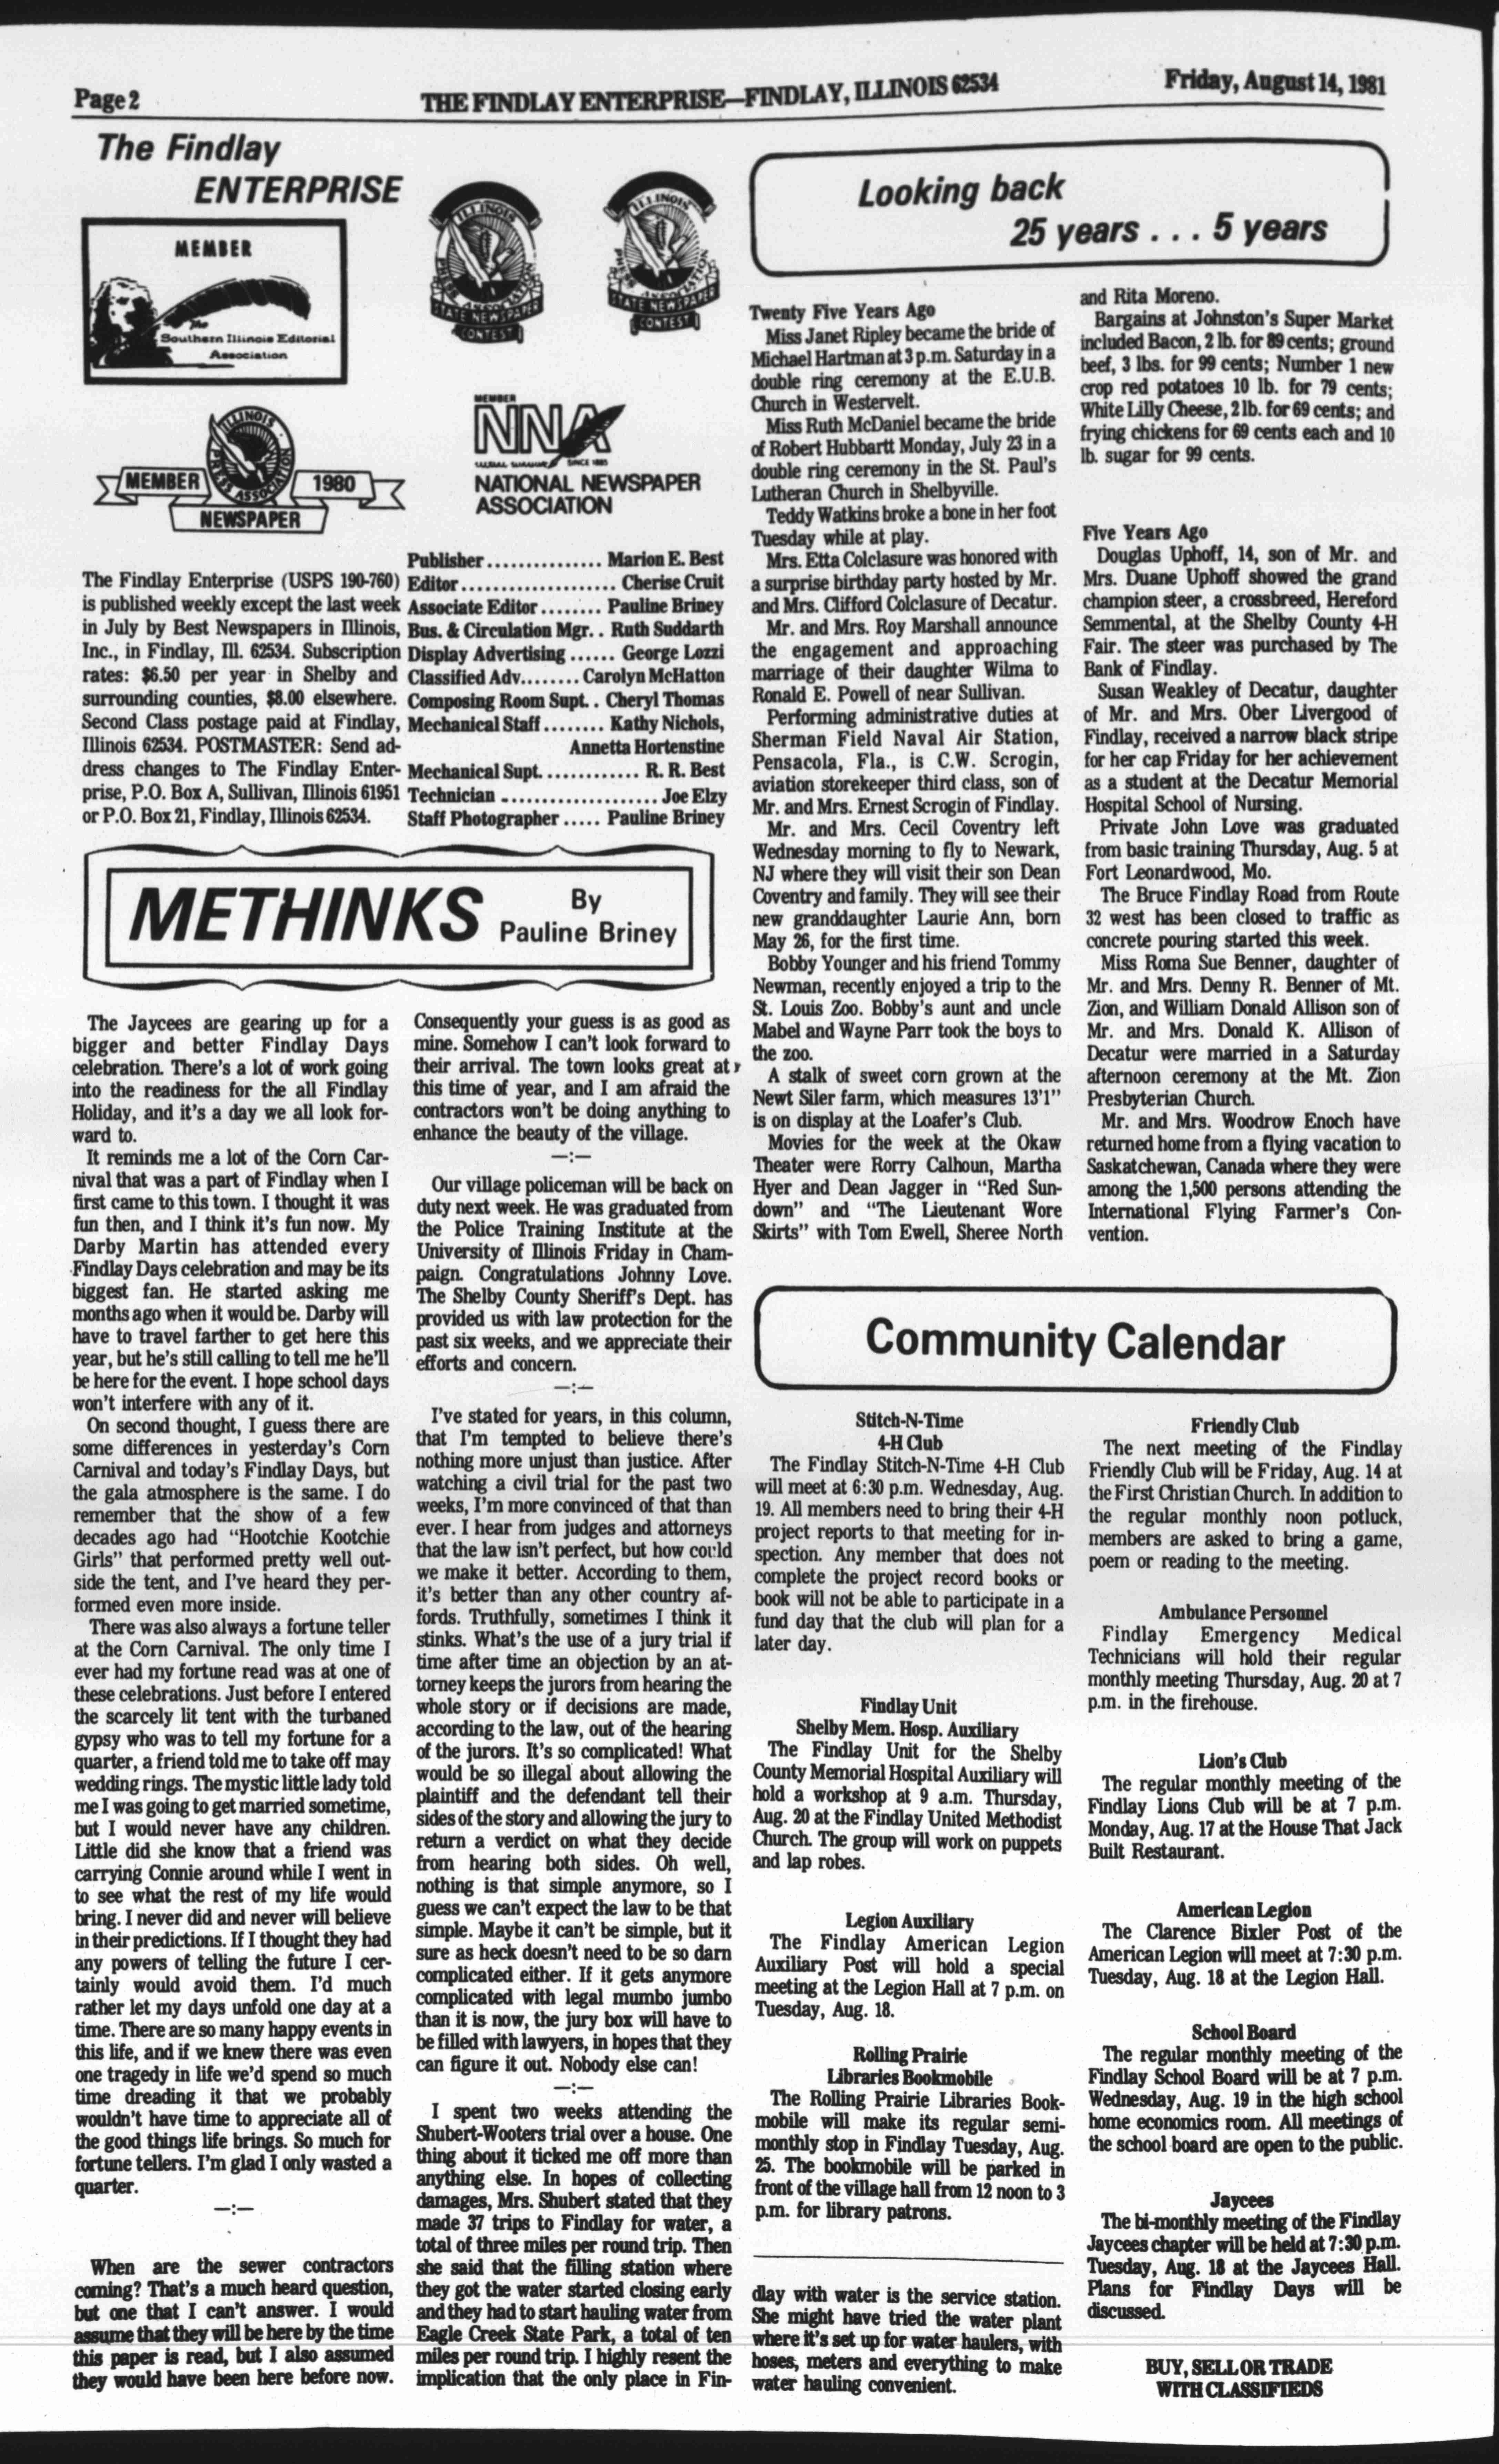 Page 2
THE FINDLAY ENTERPRISE—FINDLAY, ILLINOIS 62534
Friday, August 14, 1981
The Findlay
ENTERPRISE
MEMBER
The
Southern Illinois Editorial
Association
ILLINOIS
PRESS ASSOCIATION
STATE NEWSPAPER
CONTEST
ILLINOIS
PRESS ASSOCIATION
STATE NEWSPAPER
CONTEST
ILLINOIS
PRESS ASSOCIATION
MEMBER
1980
NEWSPAPER
MEMBER
NNA
SINCE 1885
NATIONAL NEWSPAPER
ASSOCIATION
The Findlay Enterprise (USPS 190-760)
is published weekly except the last week
in July by Best Newspapers in Illinois,
Inc., in Findlay, Ill. 62534. Subscription
rates: $6.50 per year in Shelby and
surrounding counties, $8.00 elsewhere.
Second Class postage paid at Findlay,
Illinois 62534. POSTMASTER: Send ad-
dress changes to The Findlay Enter-
prise, P.O. Box A, Sullivan, Illinois 61951
or P.O. Box 21, Findlay, Illinois 62534.
Publisher............... Marion E. Best
Editor.................... Cherise Cruit
Associate Editor........ Pauline Briney
Bus. & Circulation Mgr.. Ruth Suddarth
Display Advertising...... George Lozzi
Classified Adv........ Carolyn McHatton
Composing Room Supt.. Cheryl Thomas
Mechanical Staff........ Kathy Nichols,
Annetta Hortenstine
Mechanical Supt............. R. R. Best
Technician.................... Joe Elzy
Staff Photographer..... Pauline Briney
METHINKS
By
Pauline Briney
The Jaycees are gearing up for a
bigger and better Findlay Days
celebration. There's a lot of work going
into the readiness for the all Findlay
Holiday, and it's a day we all look for-
ward to.
It reminds me a lot of the Corn Car-
nival that was a part of Findlay when I
first came to this town. I thought it was
fun then, and I think it's fun now. My
Darby Martin has attended every
Findlay Days celebration and may be its
biggest fan. He started asking me
months ago when it would be. Darby will
have to travel farther to get here this
year, but he's still calling to tell me he'll
be here for the event. I hope school days
won't interfere with any of it.
On second thought, I guess there are
some differences in yesterday's Corn
Carnival and today's Findlay Days, but
the gala atmosphere is the same. I do
remember that the show of a few
decades ago had "Hootchie Kootchie
Girls" that performed pretty well out-
side the tent, and I've heard they per-
formed even more inside.
There was also always a fortune teller
at the Corn Carnival. The only time I
ever had my fortune read was at one of
these celebrations. Just before I entered
the scarcely lit tent with the turbaned
gypsy who was to tell my fortune for a
quarter, a friend told me to take off may
wedding rings. The mystic little lady told
me I was going to get married sometime,
but I would never have any children.
Little did she know that a friend was
carrying Connie around while I went in
to see what the rest of my life would
bring. I never did and never will believe
in their predictions. If I thought they had
any powers of telling the future I cer-
tainly would avoid them. I'd much
rather let my days unfold one day at a
time. There are so many happy events in
this life, and if we knew there was even
one tragedy in life we'd spend so much
time dreading it that we probably
wouldn't have time to appreciate all of
the good things life brings. So much for
fortune tellers. I'm glad I only wasted a
quarter.
—:—
When are the sewer contractors
coming? That's a much heard question,
but one that I can't answer. I would
assume that they will be here by the time
this paper is read, but I also assumed
they would have been here before now.
Consequently your guess is as good as
mine. Somehow I can't look forward to
their arrival. The town looks great at
this time of year, and I am afraid the
contractors won't be doing anything to
enhance the beauty of the village.
—:—
Our village policeman will be back on
duty next week. He was graduated from
the Police Training Institute at the
University of Illinois Friday in Cham-
paign. Congratulations Johnny Love.
The Shelby County Sheriff's Dept. has
provided us with law protection for the
past six weeks, and we appreciate their
efforts and concern.
—:—
I've stated for years, in this column,
that I'm tempted to believe there's
nothing more unjust than justice. After
watching a civil trial for the past two
weeks, I'm more convinced of that than
ever. I hear from judges and attorneys
that the law isn't perfect, but how could
we make it better. According to them,
it's better than any other country af-
fords. Truthfully, sometimes I think it
stinks. What's the use of a jury trial if
time after time an objection by an at-
torney keeps the jurors from hearing the
whole story or if decisions are made,
according to the law, out of the hearing
of the jurors. It's so complicated! What
would be so illegal about allowing the
plaintiff and the defendant tell their
sides of the story and allowing the jury to
return a verdict on what they decide
from hearing both sides. Oh well,
nothing is that simple anymore, so I
guess we can't expect the law to be that
simple. Maybe it can't be simple, but it
sure as heck doesn't need to be so darn
complicated either. If it gets anymore
complicated with legal mumbo jumbo
than it is now, the jury box will have to
be filled with lawyers, in hopes that they
can figure it out. Nobody else can!
—:—
I spent two weeks attending the
Shubert-Wooters trial over a house. One
thing about it ticked me off more than
anything else. In hopes of collecting
damages, Mrs. Shubert stated that they
made 37 trips to Findlay for water, a
total of three miles per round trip. Then
she said that the filling station where
they got the water started closing early
and they had to start hauling water from
Eagle Creek State Park, a total of ten
miles per round trip. I highly resent the
implication that the only place in Fin-
dlay with water is the service station.
She might have tried the water plant
where it's set up for water haulers, with
hoses, meters and everything to make
water hauling convenient.
Looking back
25 years . . . 5 years
Twenty Five Years Ago
Miss Janet Ripley became the bride of
Michael Hartman at 3 p.m. Saturday in a
double ring ceremony at the E.U.B.
Church in Westervelt.
Miss Ruth McDaniel became the bride
of Robert Hubbartt Monday, July 23 in a
double ring ceremony in the St. Paul's
Lutheran Church in Shelbyville.
Teddy Watkins broke a bone in her foot
Tuesday while at play.
Mrs. Etta Colclasure was honored with
a surprise birthday party hosted by Mr.
and Mrs. Clifford Colclasure of Decatur.
Mr. and Mrs. Roy Marshall announce
the engagement and approaching
marriage of their daughter Wilma to
Ronald E. Powell of near Sullivan.
Performing administrative duties at
Sherman Field Naval Air Station,
Pensacola, Fla., is C.W. Scrogin,
aviation storekeeper third class, son of
Mr. and Mrs. Ernest Scrogin of Findlay.
Mr. and Mrs. Cecil Coventry left
Wednesday morning to fly to Newark,
NJ where they will visit their son Dean
Coventry and family. They will see their
new granddaughter Laurie Ann, born
May 26, for the first time.
Bobby Younger and his friend Tommy
Newman, recently enjoyed a trip to the
St. Louis Zoo. Bobby's aunt and uncle
Mabel and Wayne Parr took the boys to
the zoo.
A stalk of sweet corn grown at the
Newt Siler farm, which measures 13'1"
is on display at the Loafer's Club.
Movies for the week at the Okaw
Theater were Rorry Calhoun, Martha
Hyer and Dean Jagger in "Red Sun-
down" and "The Lieutenant Wore
Skirts" with Tom Ewell, Sheree North
and Rita Moreno.
Bargains at Johnston's Super Market
included Bacon, 2 lb. for 89 cents; ground
beef, 3 lbs. for 99 cents; Number 1 new
crop red potatoes 10 lb. for 79 cents;
White Lilly Cheese, 2 lb. for 69 cents; and
frying chickens for 69 cents each and 10
lb. sugar for 99 cents.
Five Years Ago
Douglas Uphoff, 14, son of Mr. and
Mrs. Duane Uphoff showed the grand
champion steer, a crossbreed, Hereford
Semmental, at the Shelby County 4-H
Fair. The steer was purchased by The
Bank of Findlay.
Susan Weakley of Decatur, daughter
of Mr. and Mrs. Ober Livergood of
Findlay, received a narrow black stripe
for her cap Friday for her achievement
as a student at the Decatur Memorial
Hospital School of Nursing.
Private John Love was graduated
from basic training Thursday, Aug. 5 at
Fort Leonardwood, Mo.
The Bruce Findlay Road from Route
32 west has been closed to traffic as
concrete pouring started this week.
Miss Roma Sue Benner, daughter of
Mr. and Mrs. Denny R. Benner of Mt.
Zion, and William Donald Allison son of
Mr. and Mrs. Donald K. Allison of
Decatur were married in a Saturday
afternoon ceremony at the Mt. Zion
Presbyterian Church.
Mr. and Mrs. Woodrow Enoch have
returned home from a flying vacation to
Saskatchewan, Canada where they were
among the 1,500 persons attending the
International Flying Farmer's Con-
vention.
Community Calendar
Stitch-N-Time
4-H Club
The Findlay Stitch-N-Time 4-H Club
will meet at 6:30 p.m. Wednesday, Aug.
19. All members need to bring their 4-H
project reports to that meeting for in-
spection. Any member that does not
complete the project record books or
book will not be able to participate in a
fund day that the club will plan for a
later day.
Findlay Unit
Shelby Mem. Hosp. Auxiliary
The Findlay Unit for the Shelby
County Memorial Hospital Auxiliary will
hold a workshop at 9 a.m. Thursday,
Aug. 20 at the Findlay United Methodist
Church. The group will work on puppets
and lap robes.
Legion Auxiliary
The Findlay American Legion
Auxiliary Post will hold a special
meeting at the Legion Hall at 7 p.m. on
Tuesday, Aug. 18.
Rolling Prairie
Libraries Bookmobile
The Rolling Prairie Libraries Book-
mobile will make its regular semi-
monthly stop in Findlay Tuesday, Aug.
25. The bookmobile will be parked in
front of the village hall from 12 noon to 3
p.m. for library patrons.
Friendly Club
The next meeting of the Findlay
Friendly Club will be Friday, Aug. 14 at
the First Christian Church. In addition to
the regular monthly noon potluck,
members are asked to bring a game,
poem or reading to the meeting.
Ambulance Personnel
Findlay Emergency Medical
Technicians will hold their regular
monthly meeting Thursday, Aug. 20 at 7
p.m. in the firehouse.
Lion's Club
The regular monthly meeting of the
Findlay Lions Club will be at 7 p.m.
Monday, Aug. 17 at the House That Jack
Built Restaurant.
American Legion
The Clarence Bixler Post of the
American Legion will meet at 7:30 p.m.
Tuesday, Aug. 18 at the Legion Hall.
School Board
The regular monthly meeting of the
Findlay School Board will be at 7 p.m.
Wednesday, Aug. 19 in the high school
home economics room. All meetings of
the school board are open to the public.
Jaycees
The bi-monthly meeting of the Findlay
Jaycees chapter will be held at 7:30 p.m.
Tuesday, Aug. 18 at the Jaycees Hall.
Plans for Findlay Days will be
discussed.
BUY, SELL OR TRADE
WITH CLASSIFIEDS